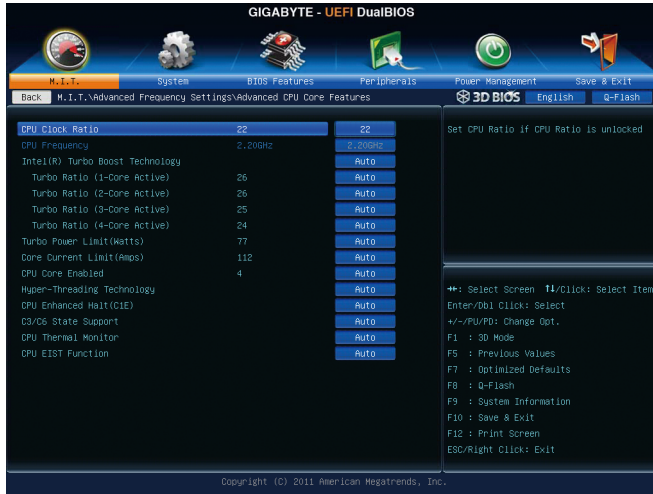 GIGABYTE - UEFI DualBIOS
M.I.T. System BIOS Features Peripherals Power Management Save & Exit
Back M.I.T.\Advanced Frequency Settings\Advanced CPU Core Features 3D BIOS English Q-Flash
CPU Clock Ratio 22 22
CPU Frequency 2.20GHz 2.20GHz
Intel(R) Turbo Boost Technology Auto
Turbo Ratio (1-Core Active) 26 Auto
Turbo Ratio (2-Core Active) 26 Auto
Turbo Ratio (3-Core Active) 25 Auto
Turbo Ratio (4-Core Active) 24 Auto
Turbo Power Limit(Watts) 77 Auto
Core Current Limit(Amps) 112 Auto
CPU Core Enabled 4 Auto
Hyper-Threading Technology Auto
CPU Enhanced Halt(C1E) Auto
C3/C6 State Support Auto
CPU Thermal Monitor Auto
CPU EIST Function Auto
Set CPU Ratio if CPU Ratio is unlocked
→←: Select Screen ↑↓/Click: Select Item
Enter/Dbl Click: Select
+/-/PU/PD: Change Opt.
F1 : 3D Mode
F5 : Previous Values
F7 : Optimized Defaults
F8 : Q-Flash
F9 : System Information
F10 : Save & Exit
F12 : Print Screen
ESC/Right Click: Exit
Copyright (C) 2011 American Megatrends, Inc.